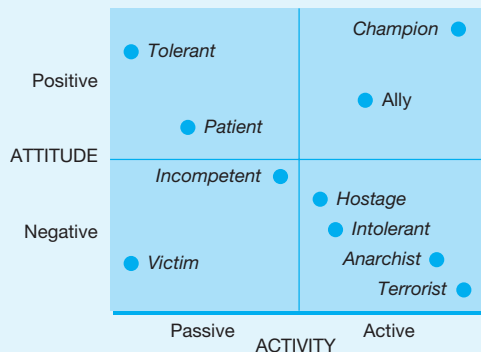 Champion
Tolerant
Positive
Ally
Patient
ATTITUDE
Incompetent
Hostage
Negative
Intolerant
Victim
Anarchist
Terrorist
Passive
Active
ACTIVITY